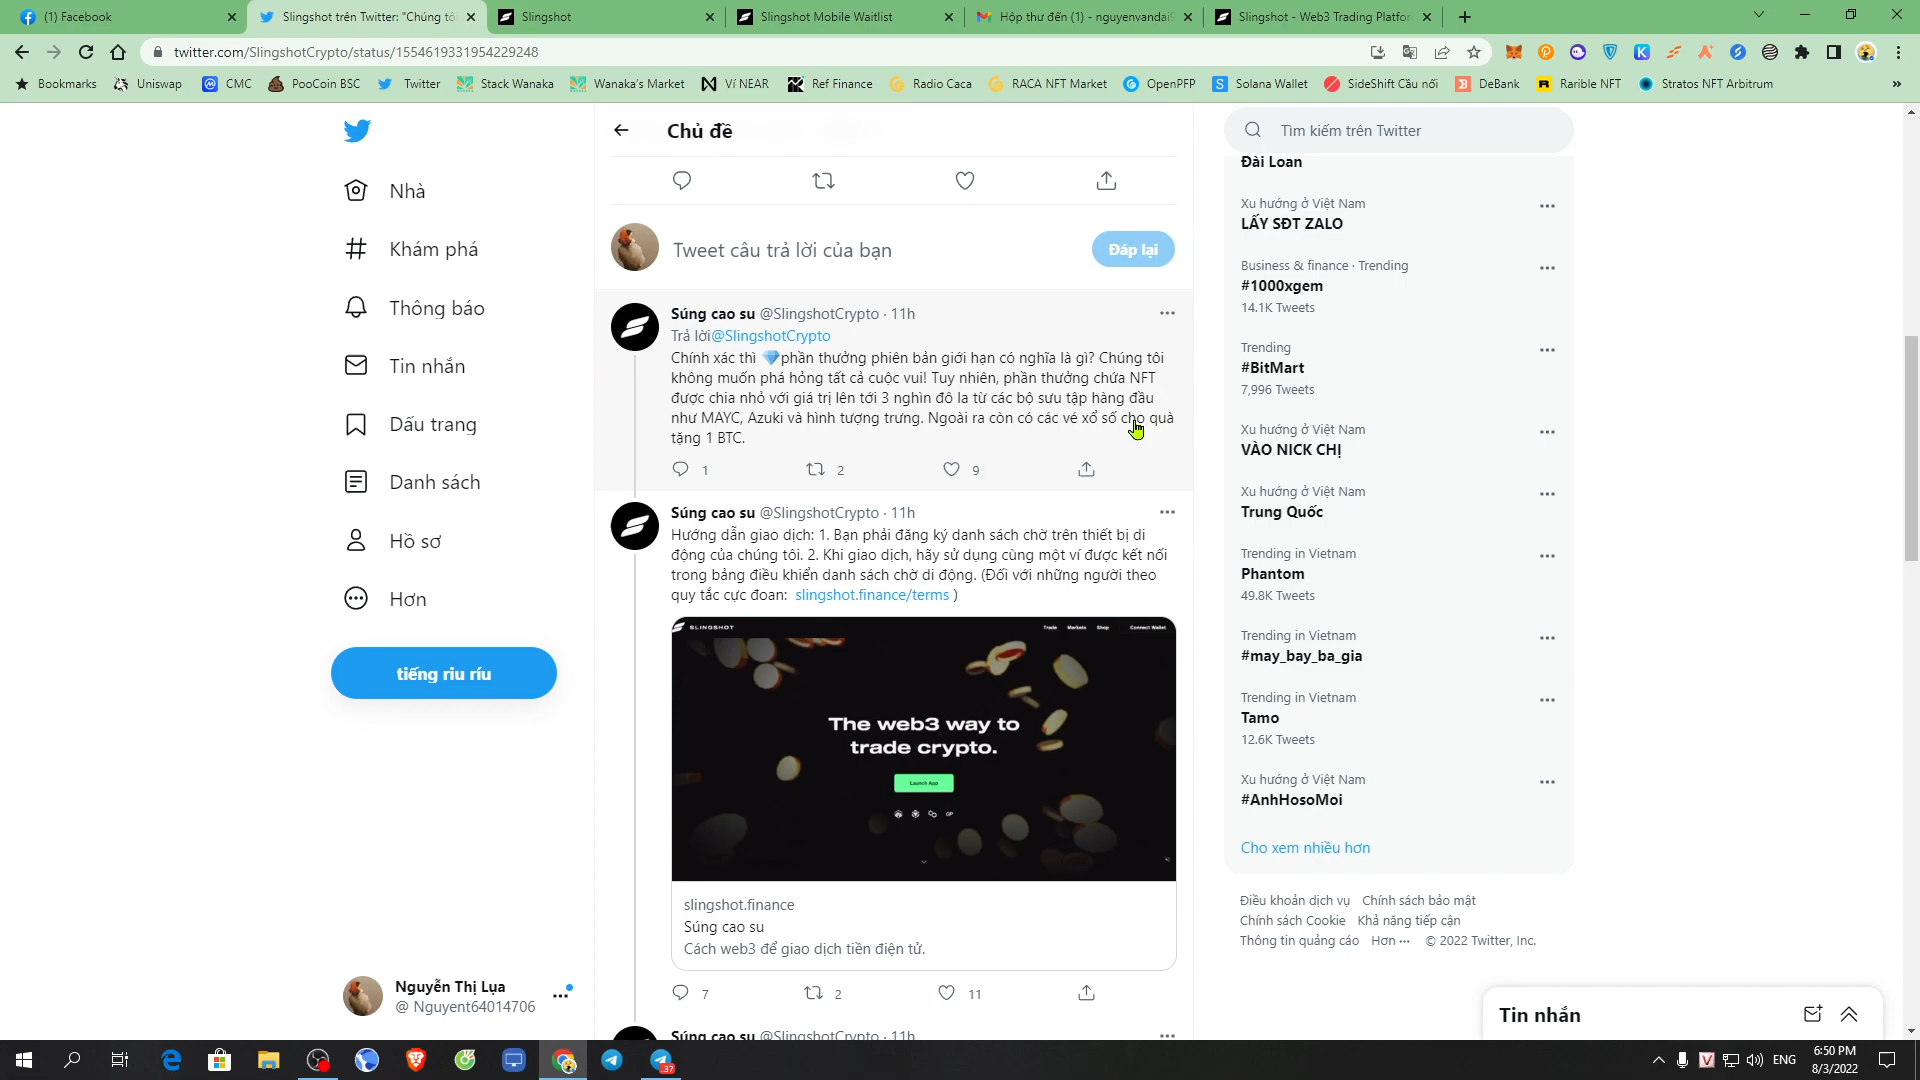 (1) Facebook
Slingshot trên Twitter: "Chúng tôi
Slingshot
Slingshot Mobile Waitlist
Hộp thư đến (1) - nguyenvandai9
Slingshot - Web3 Trading Platform
twitter.com/SlingshotCrypto/status/1554619331954229248
Bookmarks
Uniswap
CMC
PooCoin BSC
Twitter
Stack Wanaka
Wanaka's Market
Ví NEAR
Ref Finance
Radio Caca
RACA NFT Market
OpenPFP
Solana Wallet
SideShift Cầu nối
DeBank
Rarible NFT
Stratos NFT Arbitrum
Nhà
Khám phá
Thông báo
Tin nhắn
Dấu trang
Danh sách
Hồ sơ
Hơn
tiếng riu ríu
Nguyễn Thị Lụa
@ Nguyent64014706
Chủ đề
Tweet câu trả lời của bạn
Đáp lại
Súng cao su @SlingshotCrypto · 11h
Trả lời@SlingshotCrypto
Chính xác thì 💎phần thưởng phiên bản giới hạn có nghĩa là gì? Chúng tôi
không muốn phá hỏng tất cả cuộc vui! Tuy nhiên, phần thưởng chứa NFT
được chia nhỏ với giá trị lên tới 3 nghìn đô la từ các bộ sưu tập hàng đầu
như MAYC, Azuki và hình tượng trưng. Ngoài ra còn có các vé xổ số cho quà
tặng 1 BTC.
1
2
9
Súng cao su @SlingshotCrypto · 11h
Hướng dẫn giao dịch: 1. Bạn phải đăng ký danh sách chờ trên thiết bị di
động của chúng tôi. 2. Khi giao dịch, hãy sử dụng cùng một ví được kết nối
trong bảng điều khiển danh sách chờ di động. (Đối với những người theo
quy tắc cực đoan: slingshot.finance/terms )
SLINGSHOT
Trade Markets Shop Connect Wallet
The web3 way to
trade crypto.
Launch App
OP
slingshot.finance
Súng cao su
Cách web3 để giao dịch tiền điện tử.
7
2
11
Súng cao su @SlingshotCrypto · 11h
Tìm kiếm trên Twitter
Đài Loan
Xu hướng ở Việt Nam
LẤY SĐT ZALO
Business & finance · Trending
#1000xgem
14.1K Tweets
Trending
#BitMart
7,996 Tweets
Xu hướng ở Việt Nam
VÀO NICK CHỊ
Xu hướng ở Việt Nam
Trung Quốc
Trending in Vietnam
Phantom
49.8K Tweets
Trending in Vietnam
#may_bay_ba_gia
Trending in Vietnam
Tamo
12.6K Tweets
Xu hướng ở Việt Nam
#AnhHosoMoi
Cho xem nhiều hơn
Điều khoản dịch vụ Chính sách bảo mật
Chính sách Cookie Khả năng tiếp cận
Thông tin quảng cáo Hơn ··· © 2022 Twitter, Inc.
Tin nhắn
37
ENG
6:50 PM
8/3/2022